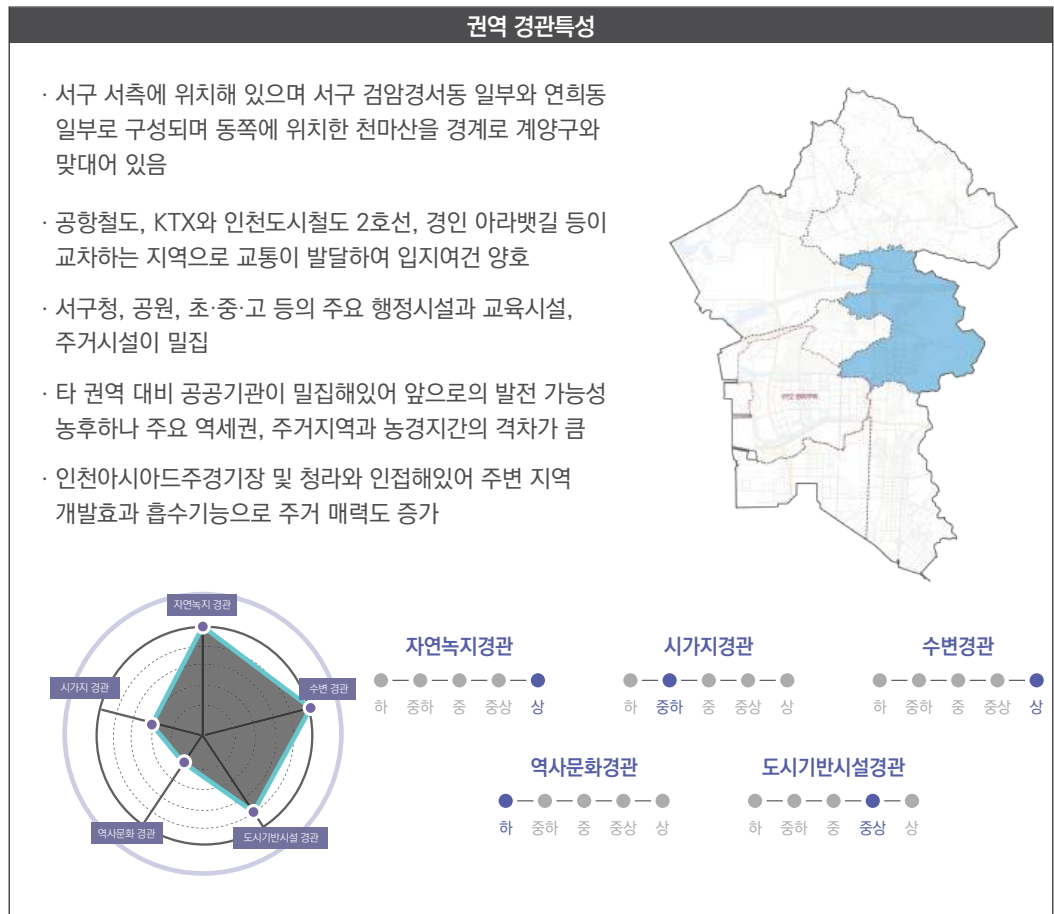 권역 경관특성
· 서구 서측에 위치해 있으며 서구 검암경서동 일부와 연희동
일부로 구성되며 동쪽에 위치한 천마산을 경계로 계양구와
맞대어 있음
· 공항철도, KTX와 인천도시철도 2호선, 경인 아라뱃길 등이
교차하는 지역으로 교통이 발달하여 입지여건 양호
· 서구청, 공원, 초·중·고 등의 주요 행정시설과 교육시설,
주거시설이 밀집
· 타 권역 대비 공공기관이 밀집해있어 앞으로의 발전 가능성
농후하나 주요 역세권, 주거지역과 농경지간의 격차가 큼
· 인천아시아드주경기장 및 청라와 인접해있어 주변 지역
개발효과 흡수기능으로 주거 매력도 증가
자연녹지 경관
시가지 경관
수변 경관
역사문화 경관
도시기반시설 경관
자연녹지경관
하 중하 중 중상 상
시가지경관
하 중하 중 중상 상
수변경관
하 중하 중 중상 상
역사문화경관
하 중하 중 중상 상
도시기반시설경관
하 중하 중 중상 상